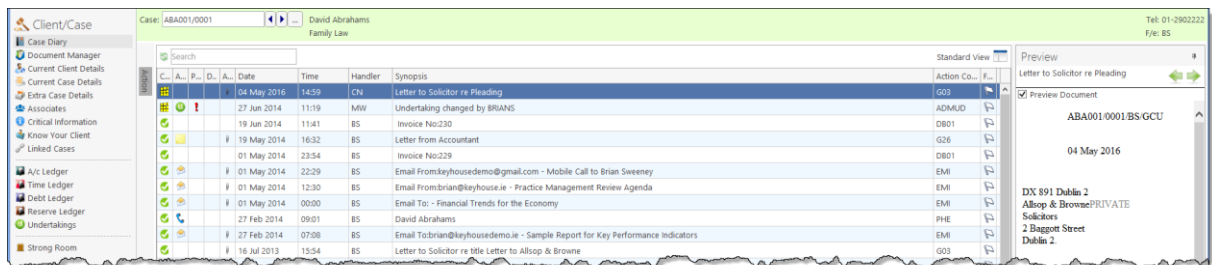 Client/Case
Case Diary
Document Manager
Current Client Details
Current Case Details
Extra Case Details
Associates
Critical Information
Know Your Client
Linked Cases
A/c Ledger
Time Ledger
Debt Ledger
Reserve Ledger
Undertakings
Strong Room
Case: ABA001/0001 ... David Abrahams Tel: 01-2902222
Family Law F/e: BS
Action
Search Standard View
C... A... P... D.. A... Date Time Handler Synopsis Action Co... F...
04 May 2016 14:59 CN Letter to Solicitor re Pleading G03
27 Jun 2014 11:19 MW Undertaking changed by BRIANS ADMUD
19 Jun 2014 11:41 BS Invoice No:230 DB01
19 May 2014 16:32 BS Letter from Accountant G26
01 May 2014 23:54 BS Invoice No:229 DB01
01 May 2014 22:29 BS Email From:keyhousedemo@gmail.com - Mobile Call to Brian Sweeney EMI
01 May 2014 12:30 BS Email From:brian@keyhouse.ie - Practice Management Review Agenda EMI
01 May 2014 00:00 BS Email To: - Financial Trends for the Economy EMI
27 Feb 2014 09:01 BS David Abrahams PHE
27 Feb 2014 07:08 BS Email To:brian@keyhousedemo.ie - Sample Report for Key Performance Indicators EMI
16 Jul 2013 15:54 BS Letter to Solicitor re title Letter to Allsop & Browne G03
Preview
Letter to Solicitor re Pleading
Preview Document
ABA001/0001/BS/GCU
04 May 2016
DX 891 Dublin 2
Allsop & BrownePRIVATE
Solicitors
2 Baggott Street
Dublin 2.